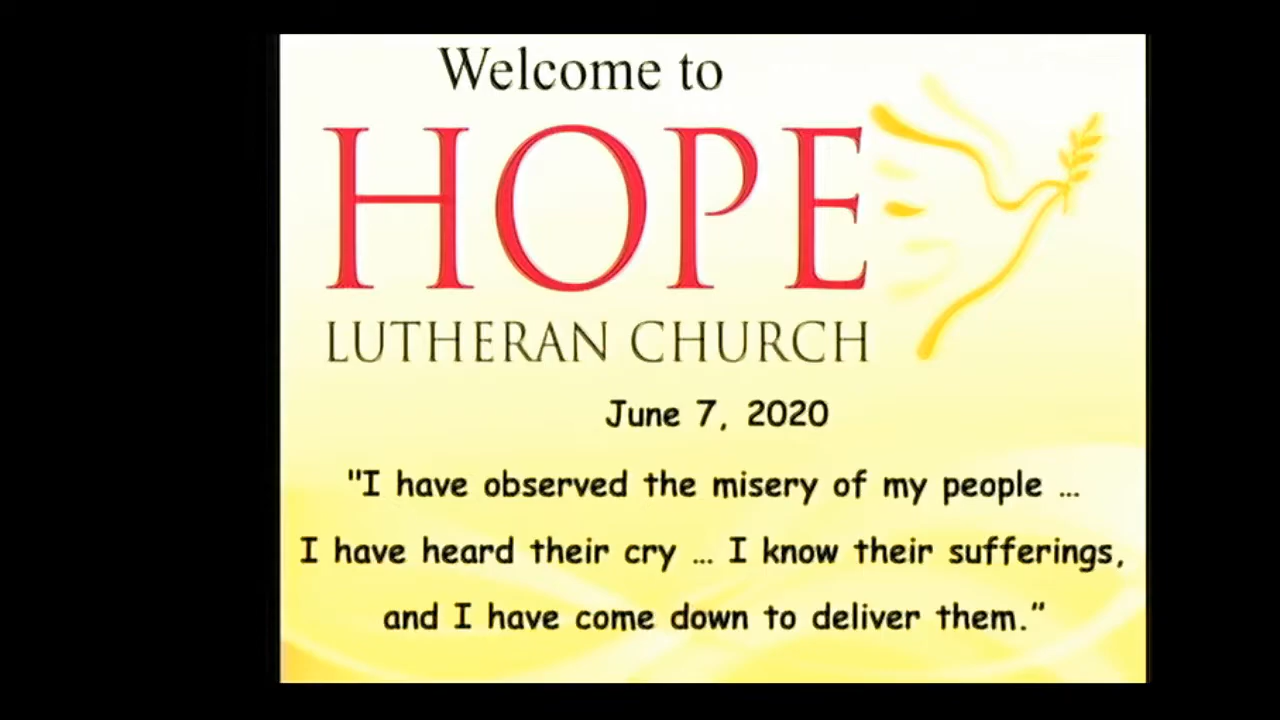 Welcome to
HOPE
LUTHERAN CHURCH
June 7, 2020
"I have observed the misery of my people ...
I have heard their cry ... I know their sufferings,
and I have come down to deliver them.”